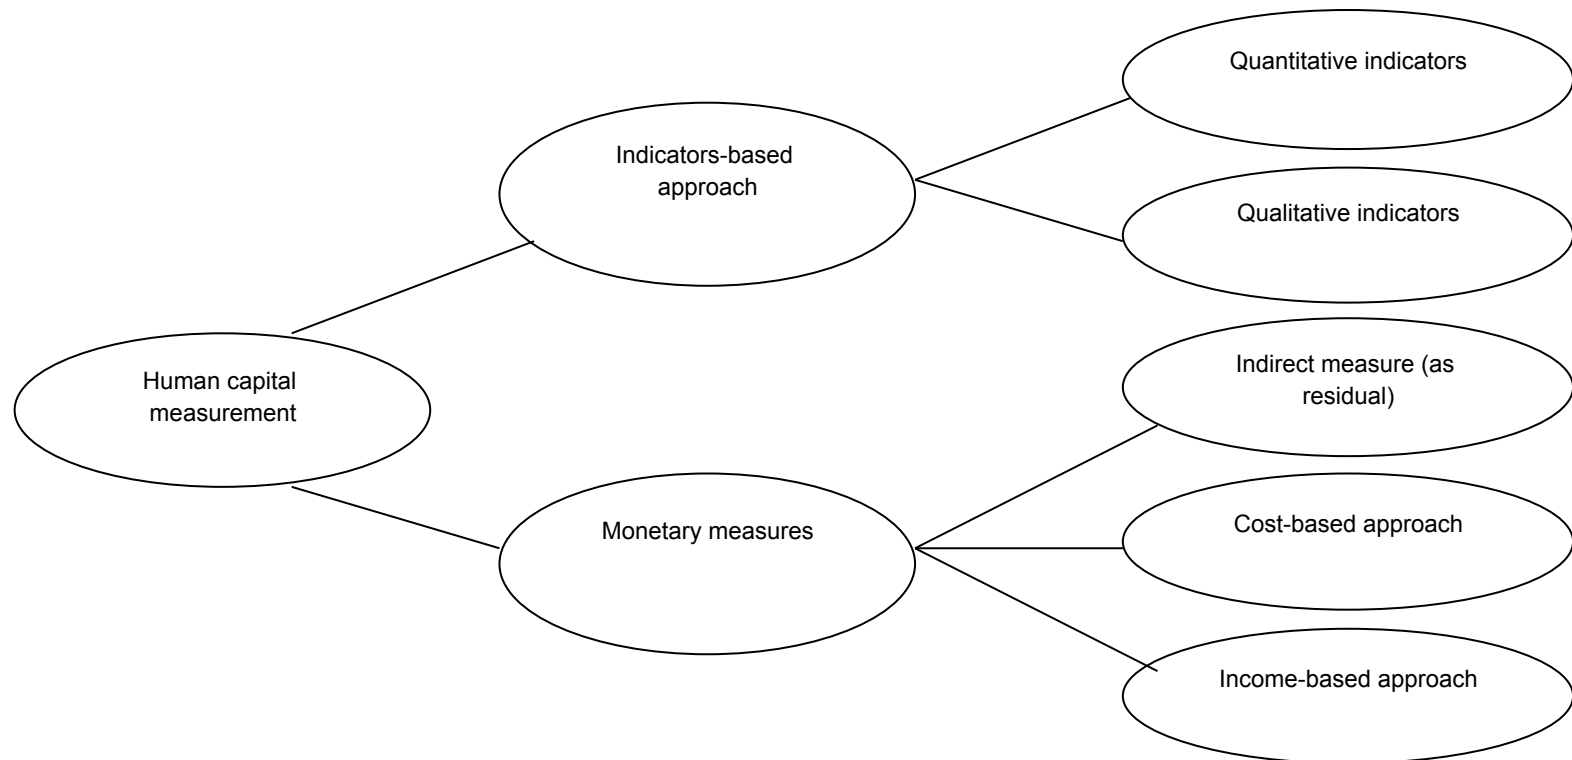 Quantitative indicators
Indicators-based
approach
Qualitative indicators
Human capital
measurement
Indirect measure (as
residual)
Monetary measures
Cost-based approach
Income-based approach